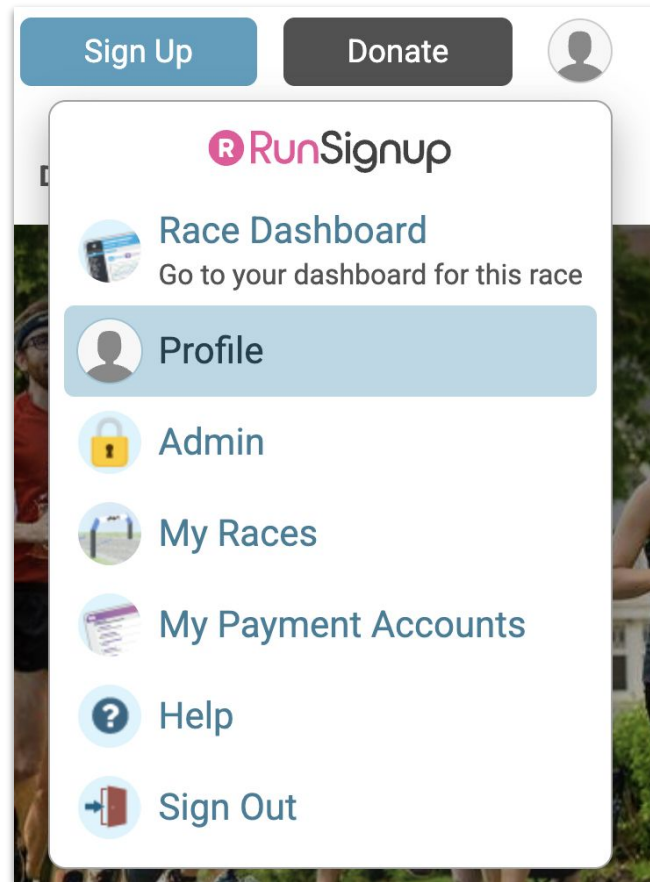 Sign Up
Donate
RunSignup
Race Dashboard
Go to your dashboard for this race
Profile
Admin
My Races
My Payment Accounts
Help
Sign Out